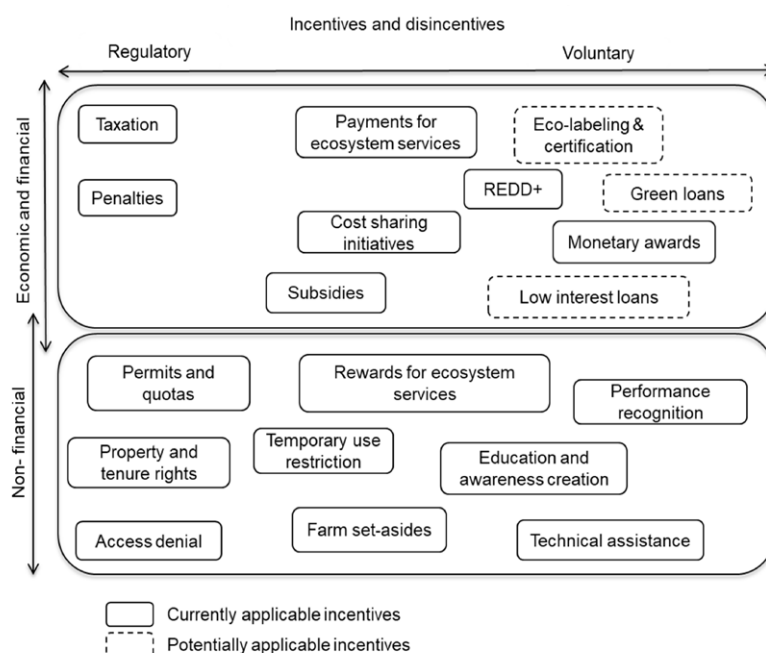 Incentives and disincentives
Regulatory
Voluntary
Economic and financial
Taxation
Payments for
ecosystem services
Eco-labeling &
certification
Penalties
REDD+
Green loans
Cost sharing
initiatives
Monetary awards
Subsidies
Low interest loans
Non- financial
Permits and
quotas
Rewards for ecosystem
services
Performance
recognition
Property and
tenure rights
Temporary use
restriction
Education and
awareness creation
Access denial
Farm set-asides
Technical assistance
Currently applicable incentives
Potentially applicable incentives